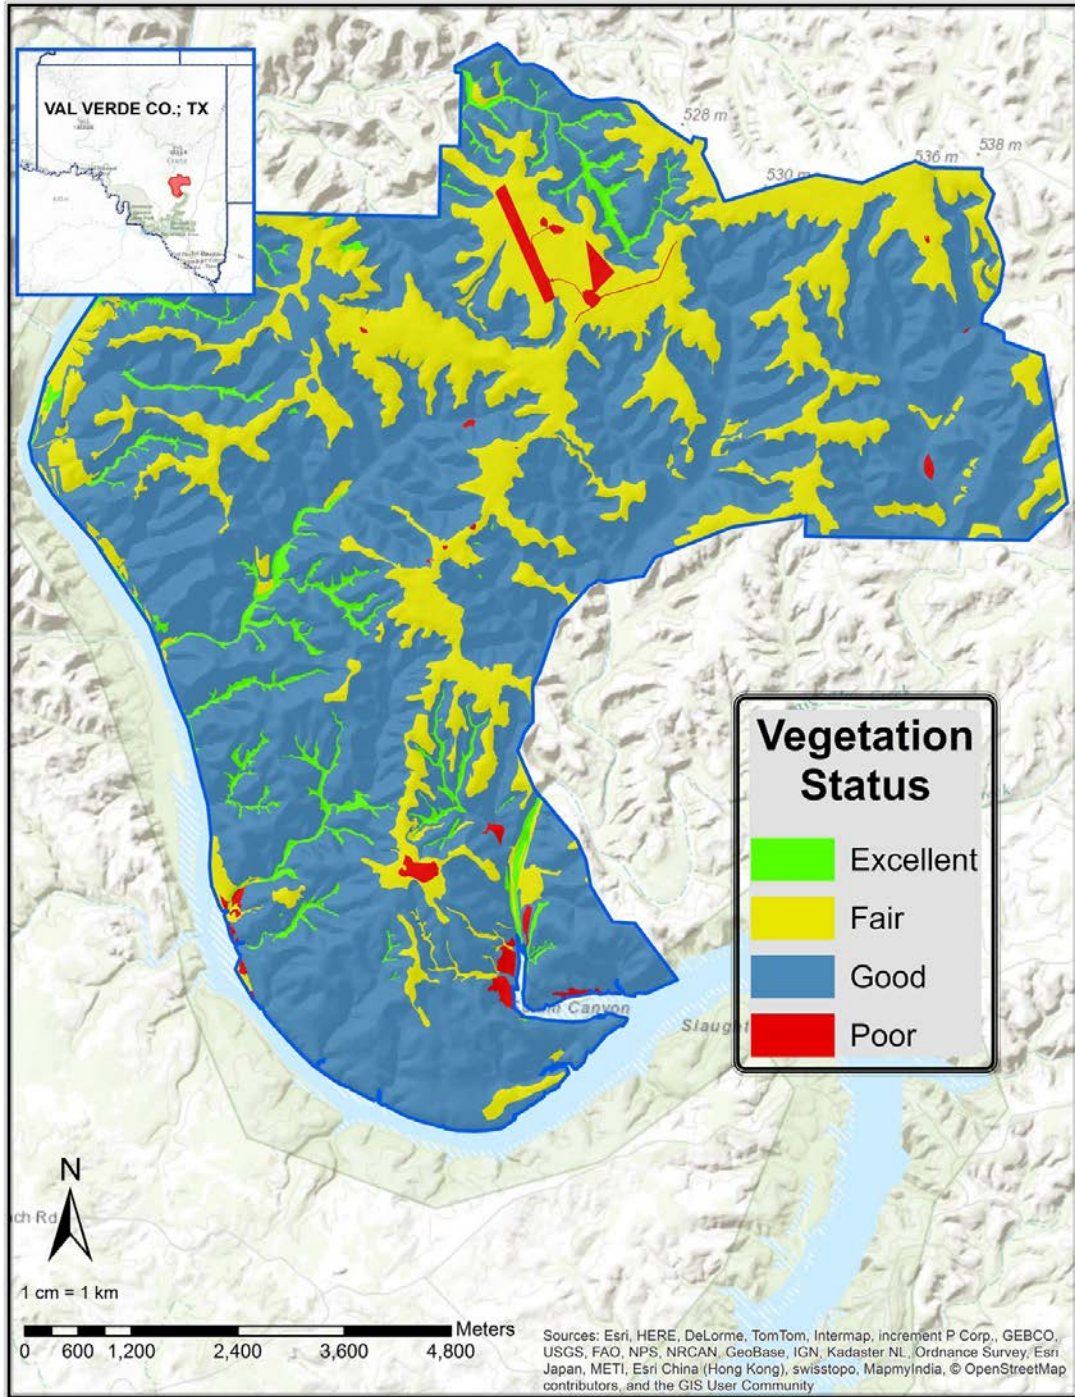 VAL VERDE CO.; TX
528 m
538 m
536 m
530 m
Vegetation
Status
Excellent
Fair
Good
Poor
Canyon
Slaught
N
ch Rd
1 cm = 1 km
Meters
0 600 1,200 2,400 3,600 4,800
Sources: Esri, HERE, DeLorme, TomTom, Intermap, increment P Corp., GEBCO,
USGS, FAO, NPS, NRCAN, GeoBase, IGN, Kadaster NL, Ordnance Survey, Esri
Japan, METI, Esri China (Hong Kong), swisstopo, MapmyIndia, © OpenStreetMap
contributors, and the GIS User Community